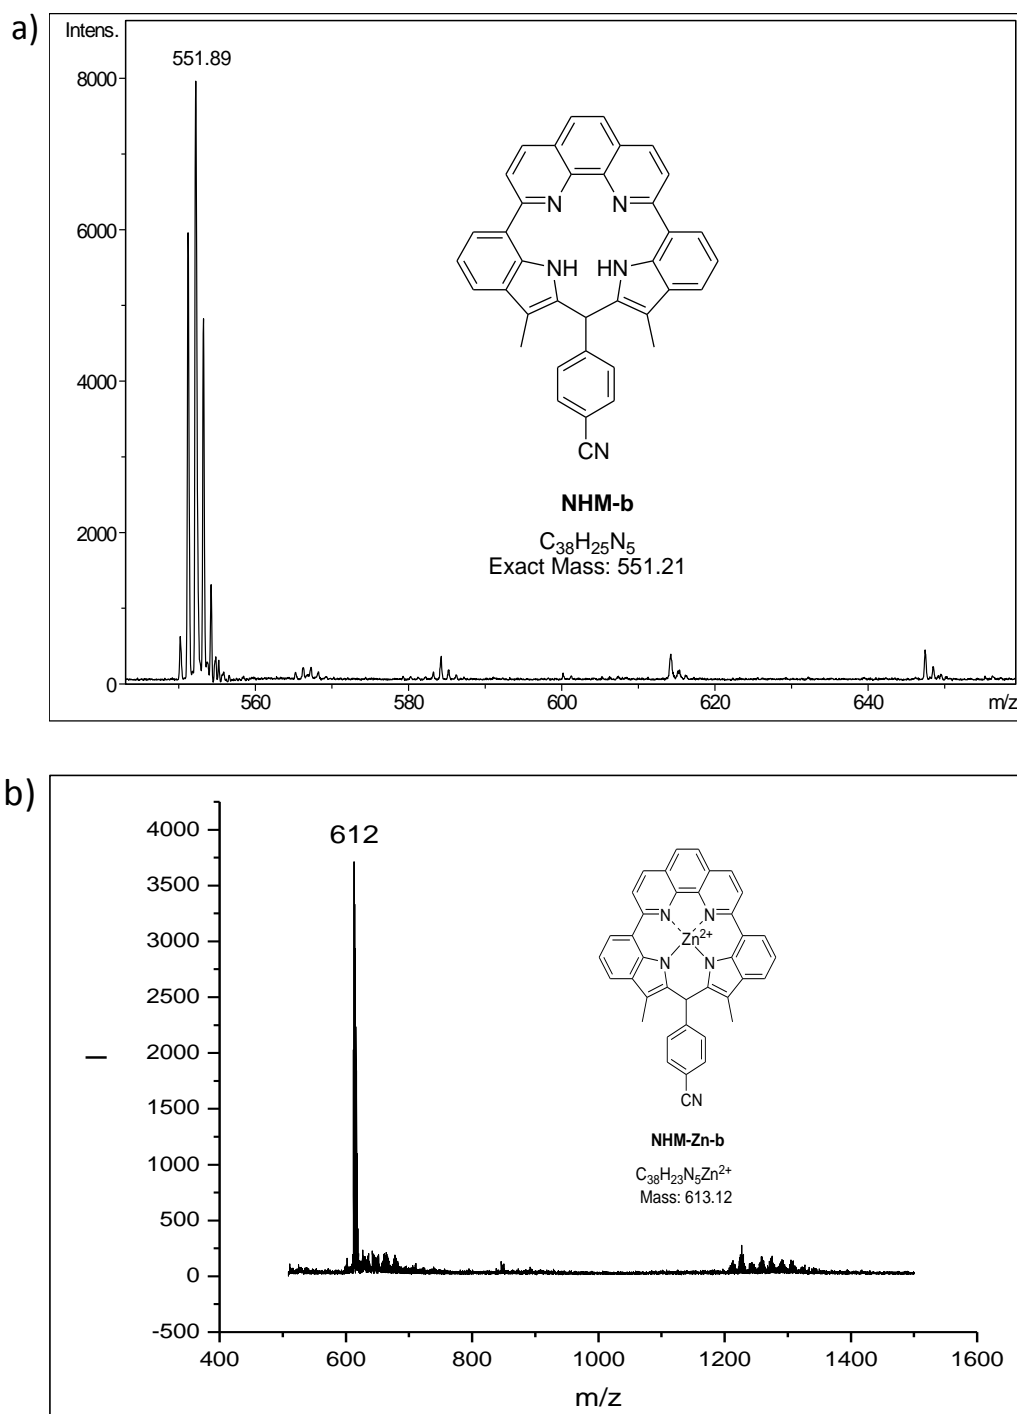 a)
Intens.
551.89
8000
6000
4000
2000
0
560
580
600
620
640
m/z
N
N
NH
HN
CN
NHM-b
C₃₈H₂₅N₅
Exact Mass: 551.21
b)
612
4000
3500
3000
2500
2000
1500
1000
500
0
-500
I
400
600
800
1000
1200
1400
1600
m/z
N
N
Zn²⁺
N
N
CN
NHM-Zn-b
C₃₈H₂₃N₅Zn²⁺
Mass: 613.12